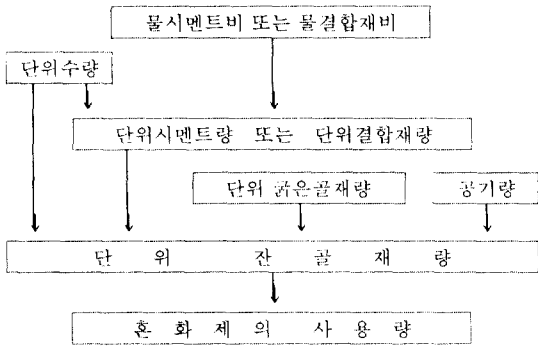 물시멘트비 또는 물결합재비
단위수량
단위시멘트량 또는 단위결합재량
단위 굵은골재량
공기량
단 위 잔 골 재 량
혼 화 제 의 사 용 량